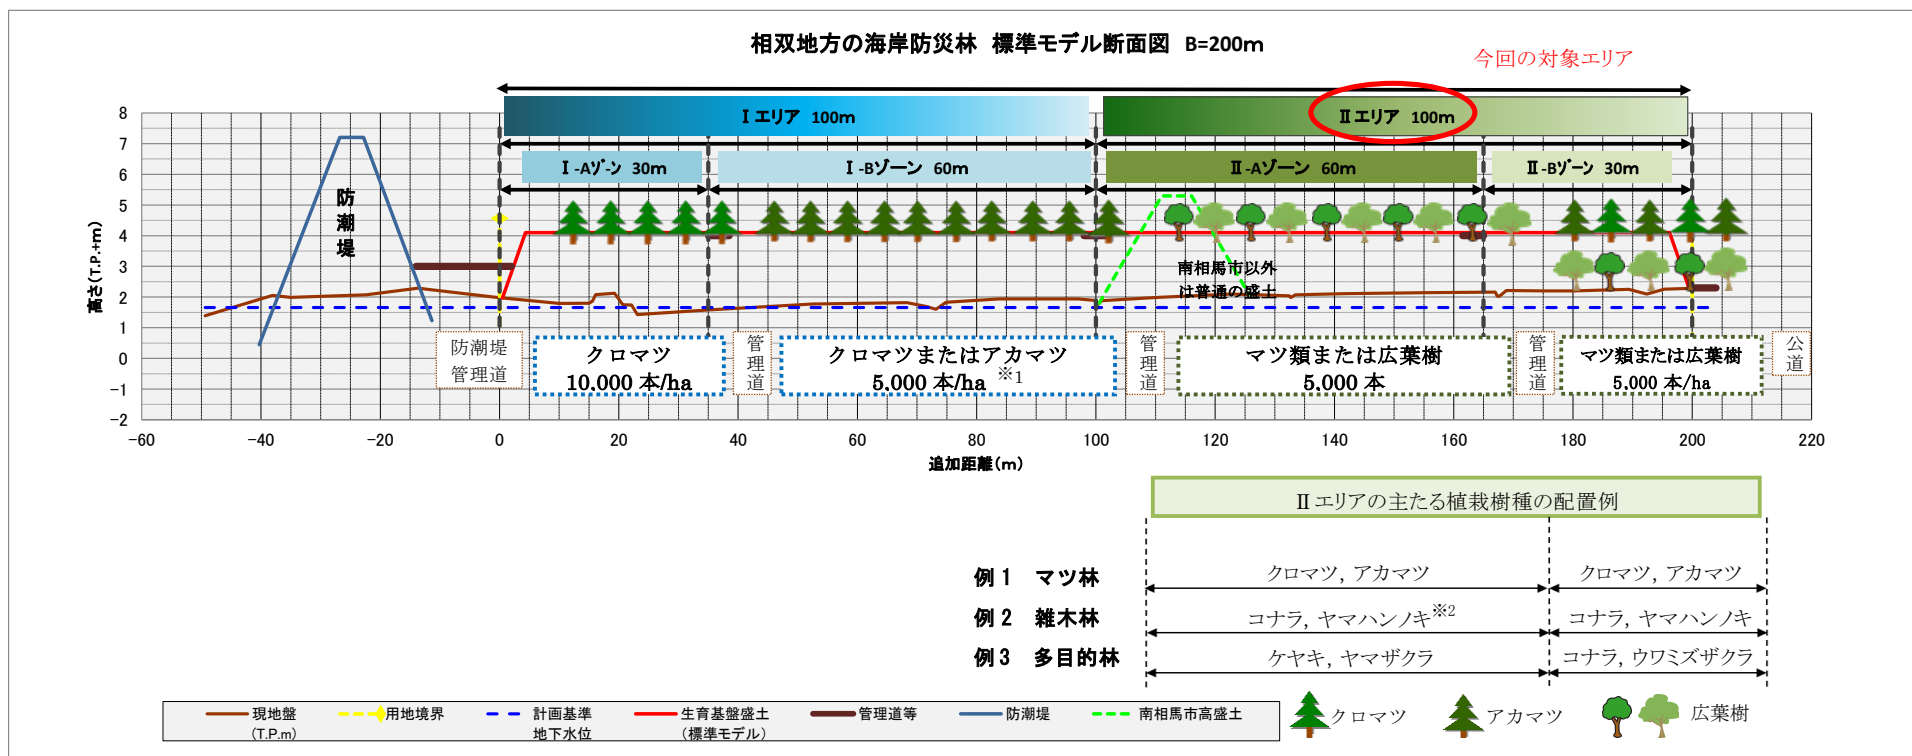 相双地方の海岸防災林 標準モデル断面図 B=200m
今回の対象エリア
Ⅰエリア 100m
Ⅱエリア 100m
Ⅰ-Aゾーン 30m
Ⅰ-Bゾーン 60m
Ⅱ-Aゾーン 60m
Ⅱ-Bゾーン 30m
高さ(T.P.+m)
8
7
6
5
4
3
2
1
0
-1
-2
防潮堤
南相馬市以外
は普通の盛土
防潮堤
管理道
クロマツ
10,000 本/ha
管理道
クロマツまたはアカマツ
5,000 本/ha ※1
管理道
マツ類または広葉樹
5,000 本
管理道
マツ類または広葉樹
5,000 本/ha
公道
-60 -40 -20 0 20 40 60 80 100 120 140 160 180 200 220
追加距離(m)
Ⅱエリアの主たる植栽樹種の配置例
例1 マツ林 クロマツ, アカマツ クロマツ, アカマツ
例2 雑木林 コナラ, ヤマハンノキ※2 コナラ, ヤマハンノキ
例3 多目的林 ケヤキ, ヤマザクラ コナラ, ウワミズザクラ
現地盤
(T.P.m)
用地境界
計画基準
地下水位
生育基盤盛土
(標準モデル)
管理道等
防潮堤
南相馬市高盛土
クロマツ
アカマツ
広葉樹